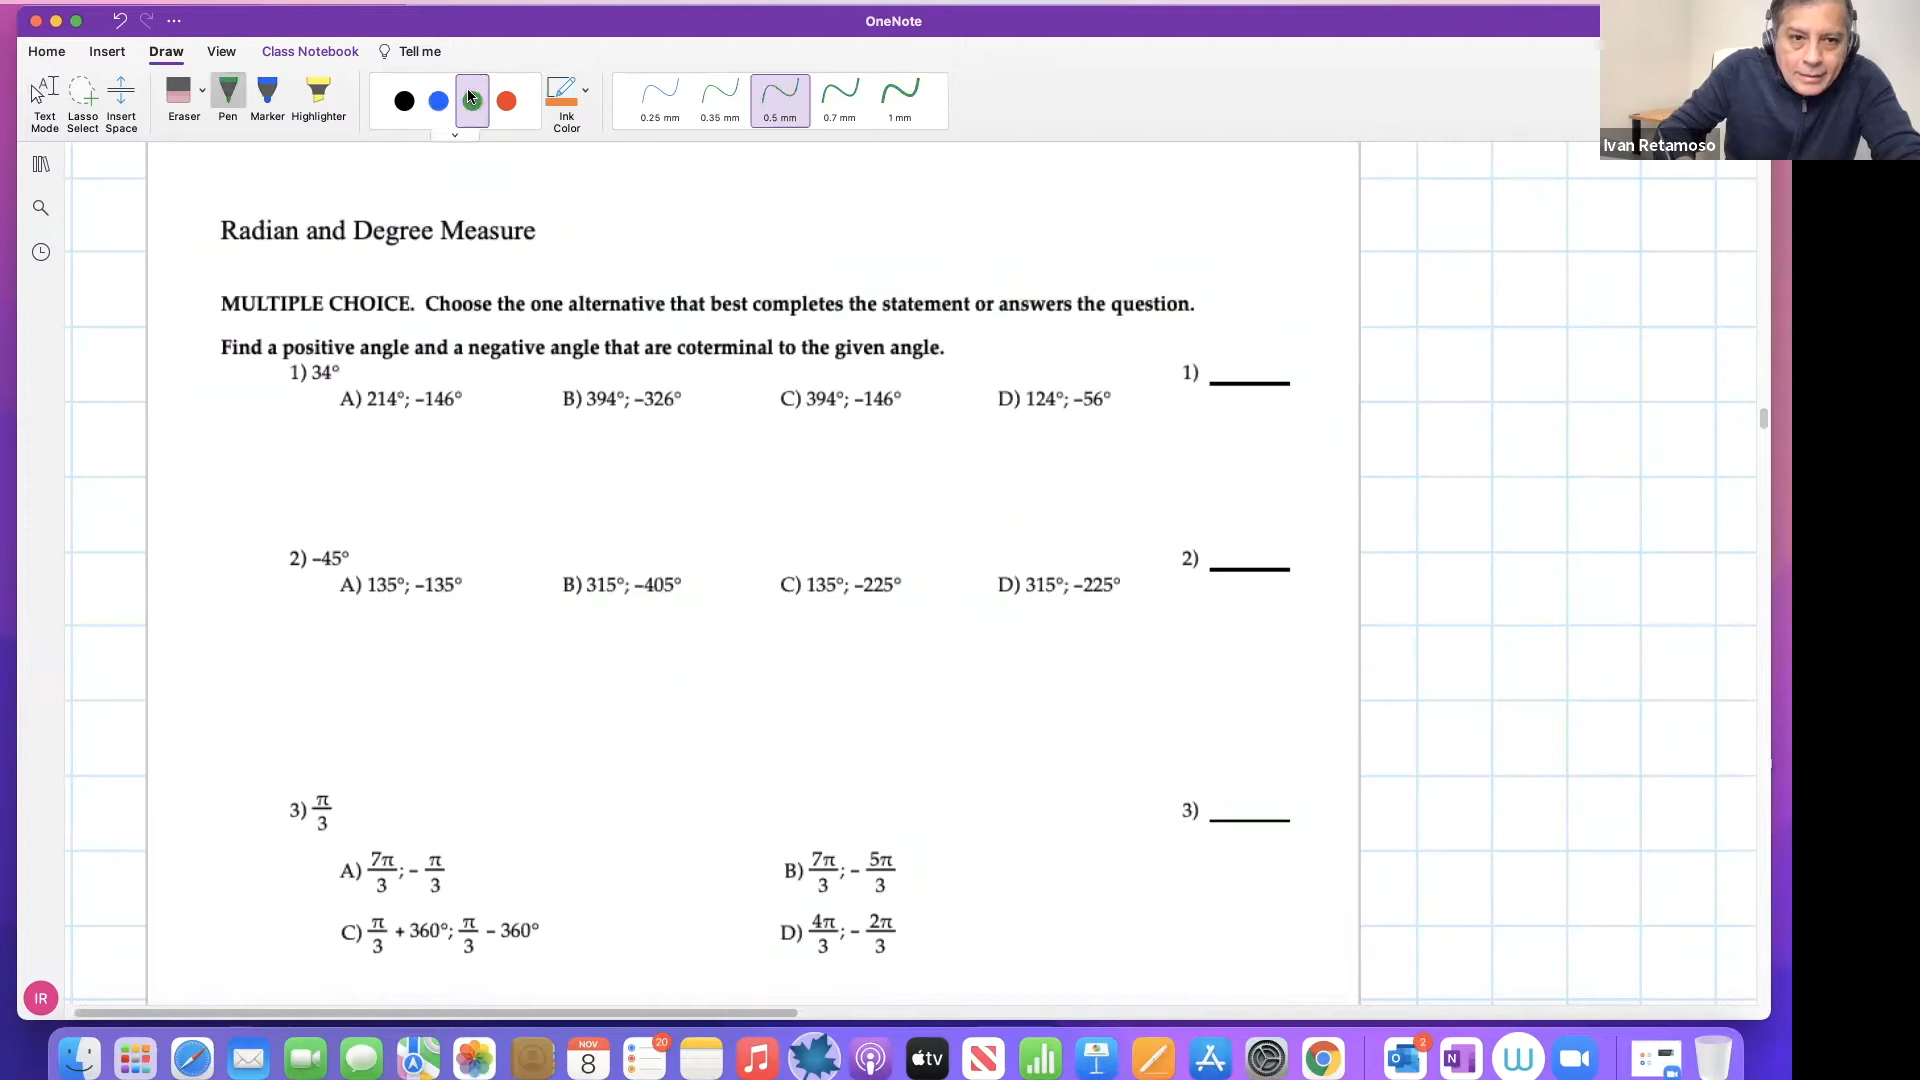 OneNote
Home Insert Draw View Class Notebook Tell me
Text Mode
Lasso Select
Insert Space
Eraser
Pen
Marker
Highlighter
Ink Color
0.25 mm
0.35 mm
0.5 mm
0.7 mm
1 mm
Ivan Retamoso
Radian and Degree Measure
MULTIPLE CHOICE. Choose the one alternative that best completes the statement or answers the question.
Find a positive angle and a negative angle that are coterminal to the given angle.
1) 34° 1) ______
A) 214°; –146° B) 394°; –326° C) 394°; –146° D) 124°; –56°
2) –45° 2) ______
A) 135°; –135° B) 315°; –405° C) 135°; –225° D) 315°; –225°
3) π/3 3) ______
A) 7π/3; – π/3 B) 7π/3; – 5π/3
C) π/3 + 360°; π/3 – 360° D) 4π/3; – 2π/3
IR
NOV
8
20
tv
2